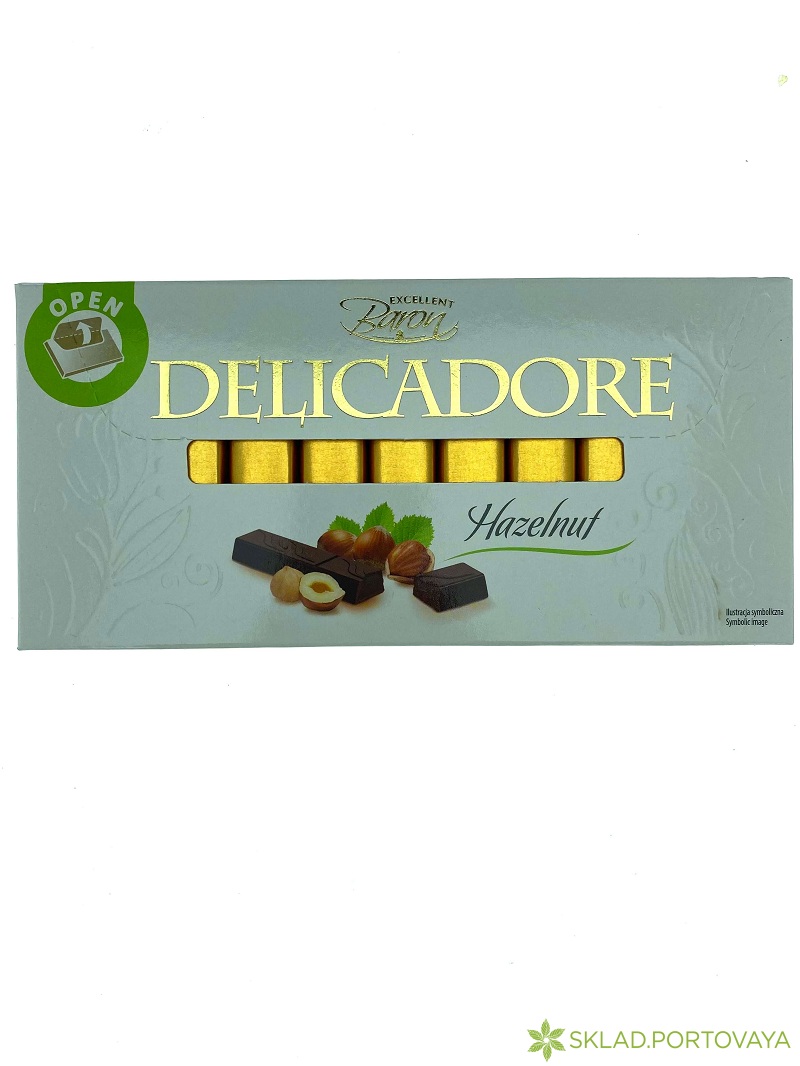 OPEN
EXCELLENT
Baron
DELICADORE
Hazelnut
Ilustracja symboliczna
Symbolic image
SKLAD.PORTOVAYA